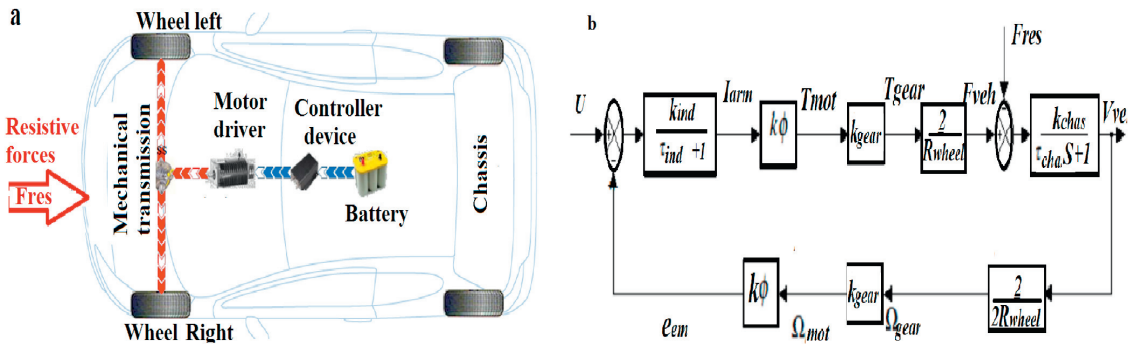 a
Wheel left
Mechanical
transmission
Motor
driver
Controller
device
Resistive
forces
Fres
Battery
Chassis
Wheel Right
b
Fres
U
kind
τind +1
Iarm
kϕ
Tmot
kgear
Tgear
2
Rwheel
Fveh
kchas
τcha.S+1
Vve
kϕ
kgear
2
2Rwheel
eem
Ωmot
Ωgear